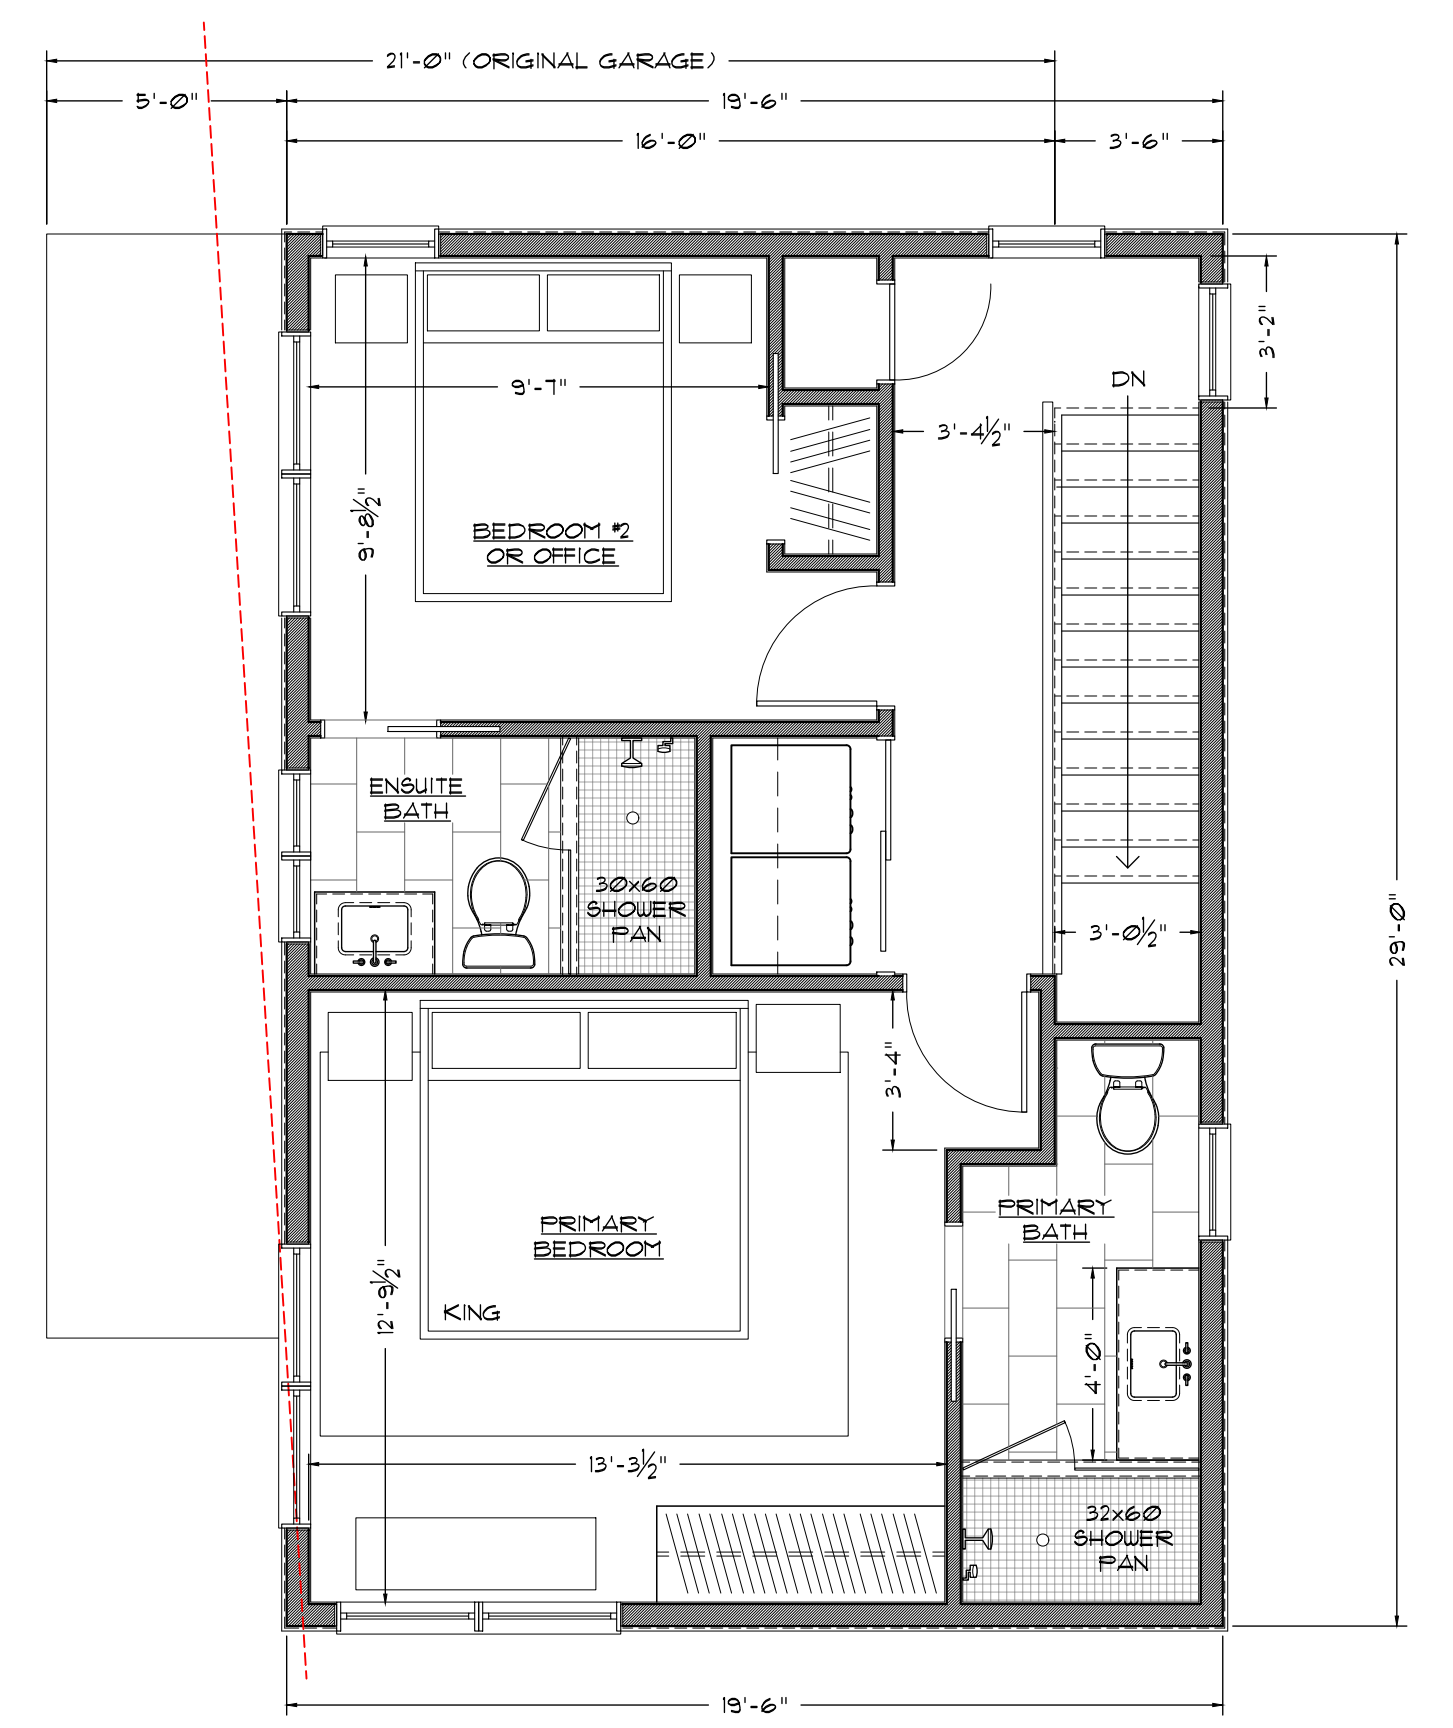 21'-0" (ORIGINAL GARAGE)
5'-0"
19'-6"
16'-0"
3'-6"
3'-2"
DN
9'-7"
3'-4½"
9'-8½"
BEDROOM #2
OR OFFICE
ENSUITE
BATH
30x60
SHOWER
PAN
3'-0½"
29'-0"
3'-4"
PRIMARY
BATH
PRIMARY
BEDROOM
KING
12'-9½"
4'-0"
13'-3½"
32x60
SHOWER
PAN
19'-6"